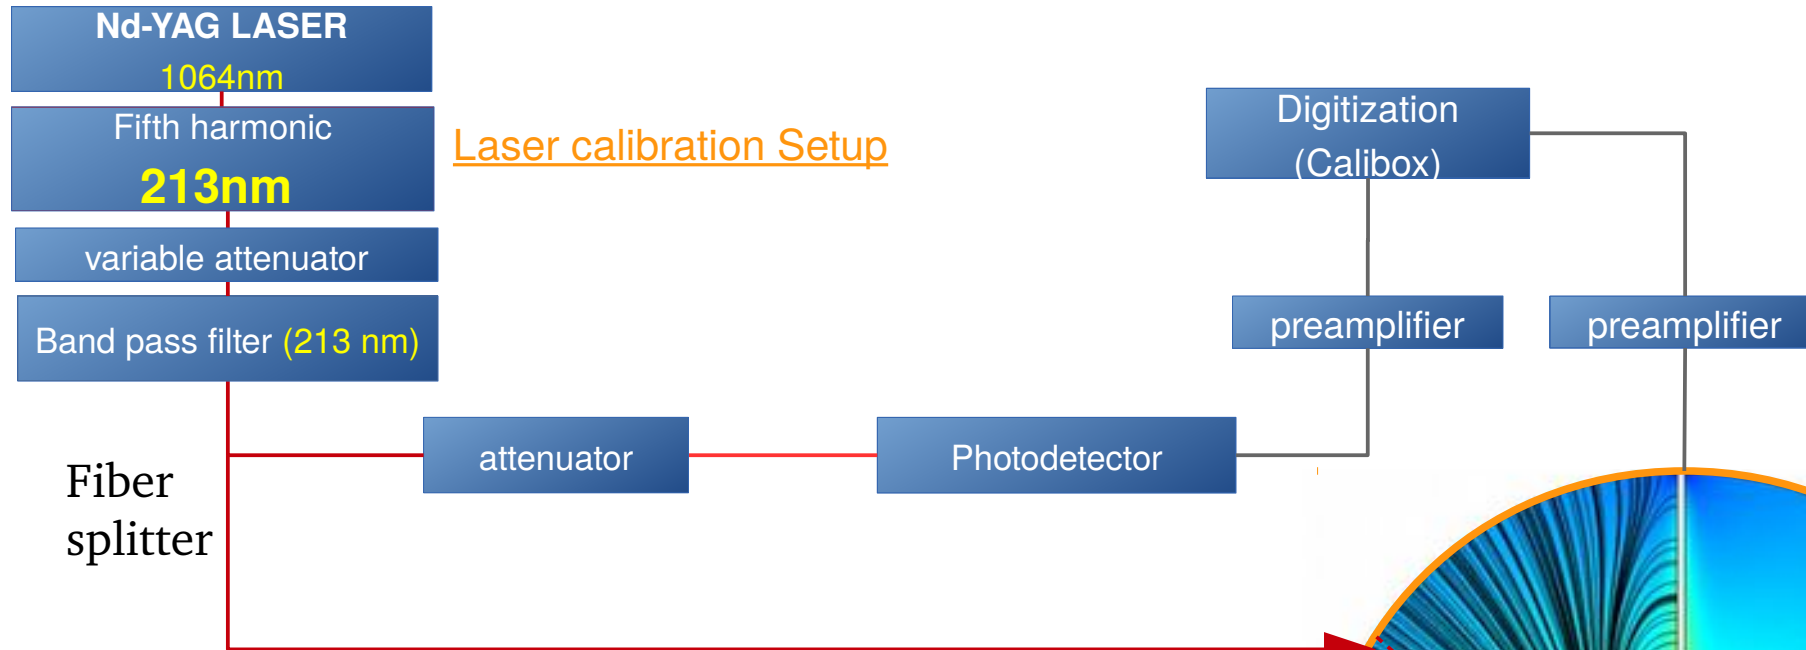 Nd-YAG LASER
1064nm
Fifth harmonic
213nm
Laser calibration Setup
Digitization
(Calibox)
variable attenuator
Band pass filter (213 nm)
preamplifier
preamplifier
attenuator
Photodetector
Fiber
splitter